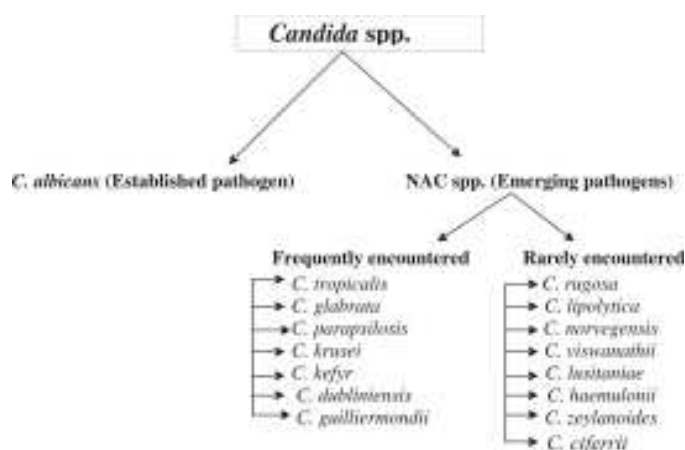 Candida spp.
C. albicans (Established pathogen)
NAC spp. (Emerging pathogens)
Frequently encountered
C. tropicalis
C. glabrata
C. parapsilosis
C. krusei
C. kefyr
C. dubliniensis
C. guilliermondii
Rarely encountered
C. rugosa
C. lipolytica
C. norvegensis
C. viswanathii
C. lusitaniae
C. haemulonii
C. zeylanoides
C. ciferrii